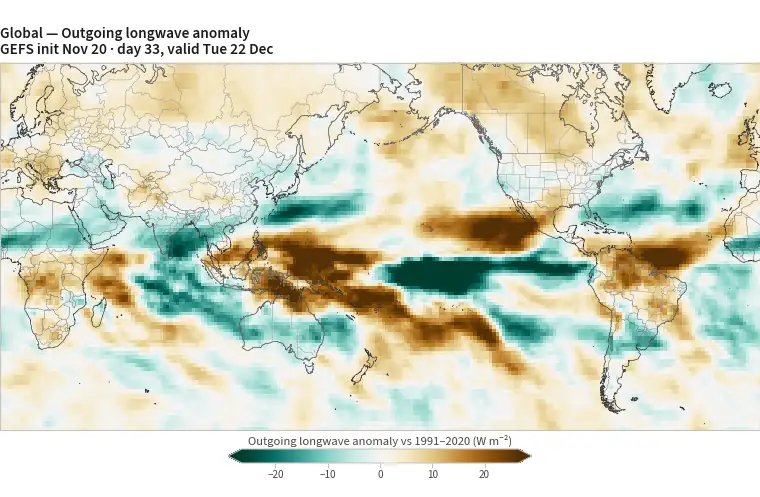 Global — Outgoing longwave anomaly
GEFS init Nov 20 · day 33, valid Tue 22 Dec
Outgoing longwave anomaly vs 1991–2020 (W m⁻²)
−20 −10 0 10 20